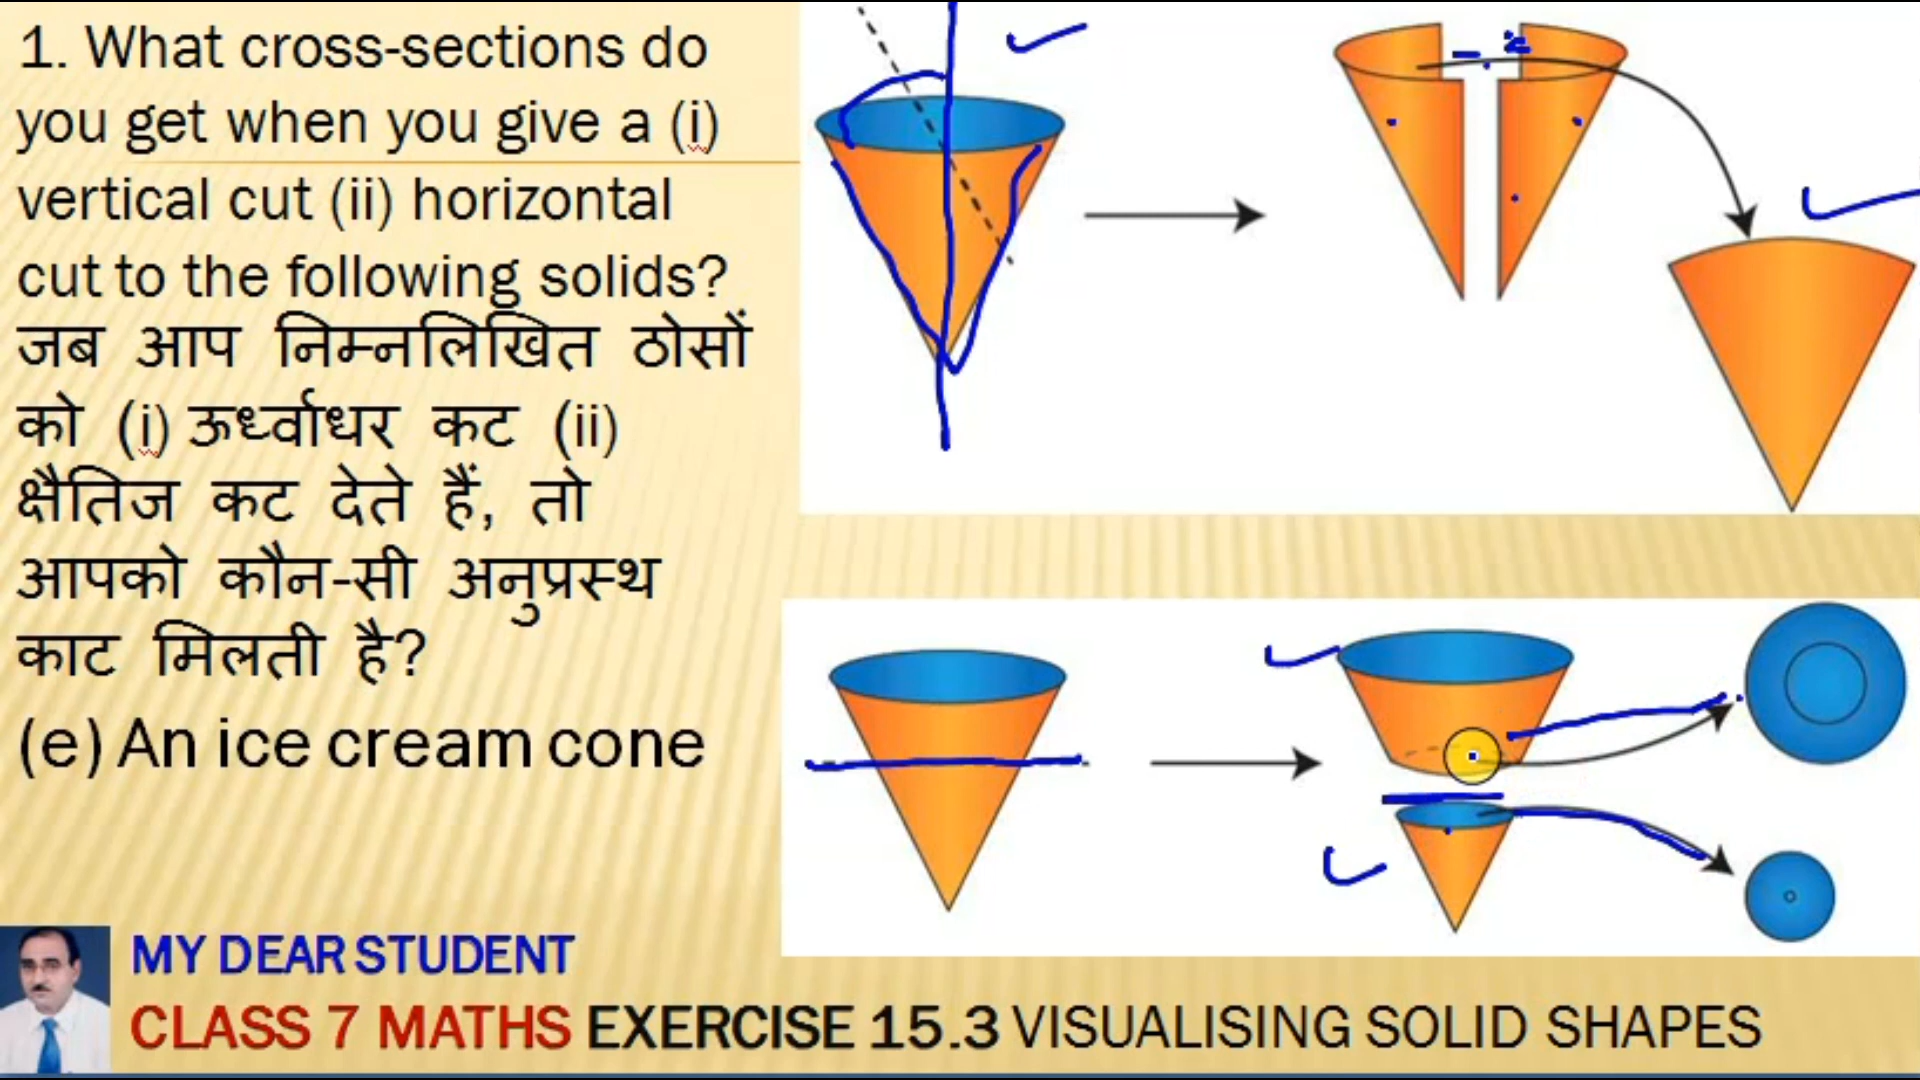 1. What cross-sections do
you get when you give a (i)
vertical cut (ii) horizontal
cut to the following solids?
जब आप निम्नलिखित ठोसों
को (i) ऊर्ध्वाधर कट (ii)
क्षैतिज कट देते हैं, तो
आपको कौन-सी अनुप्रस्थ
काट मिलती है?
(e) An ice cream cone
MY DEAR STUDENT
CLASS 7 MATHS EXERCISE 15.3 VISUALISING SOLID SHAPES